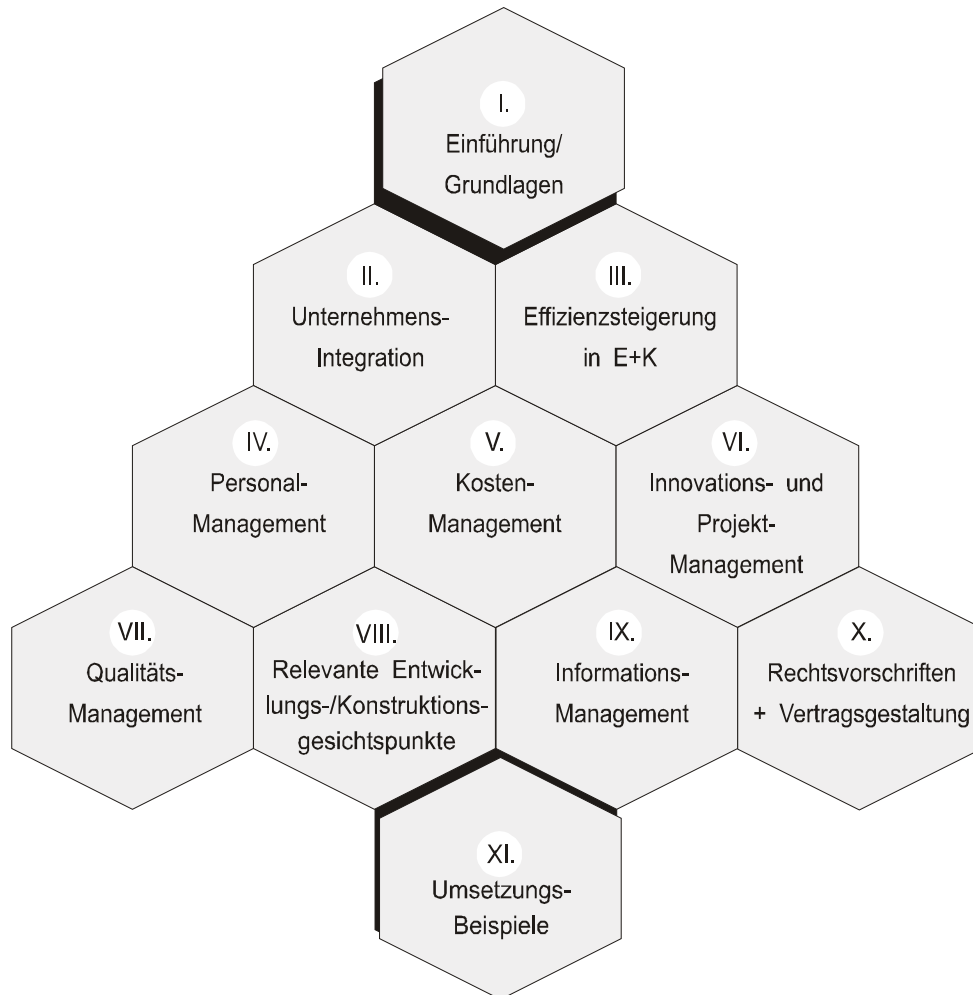 I.
Einführung/
Grundlagen
II.
Unternehmens-
Integration
III.
Effizienzsteigerung
in E+K
IV.
Personal-
Management
V.
Kosten-
Management
VI.
Innovations- und
Projekt-
Management
VII.
Qualitäts-
Management
VIII.
Relevante Entwick-
lungs-/Konstruktions-
gesichtspunkte
IX.
Informations-
Management
X.
Rechtsvorschriften
+ Vertragsgestaltung
XI.
Umsetzungs-
Beispiele